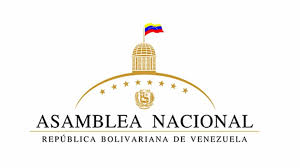 ASAMBLEA NACIONAL
REPÚBLICA BOLIVARIANA DE VENEZUELA